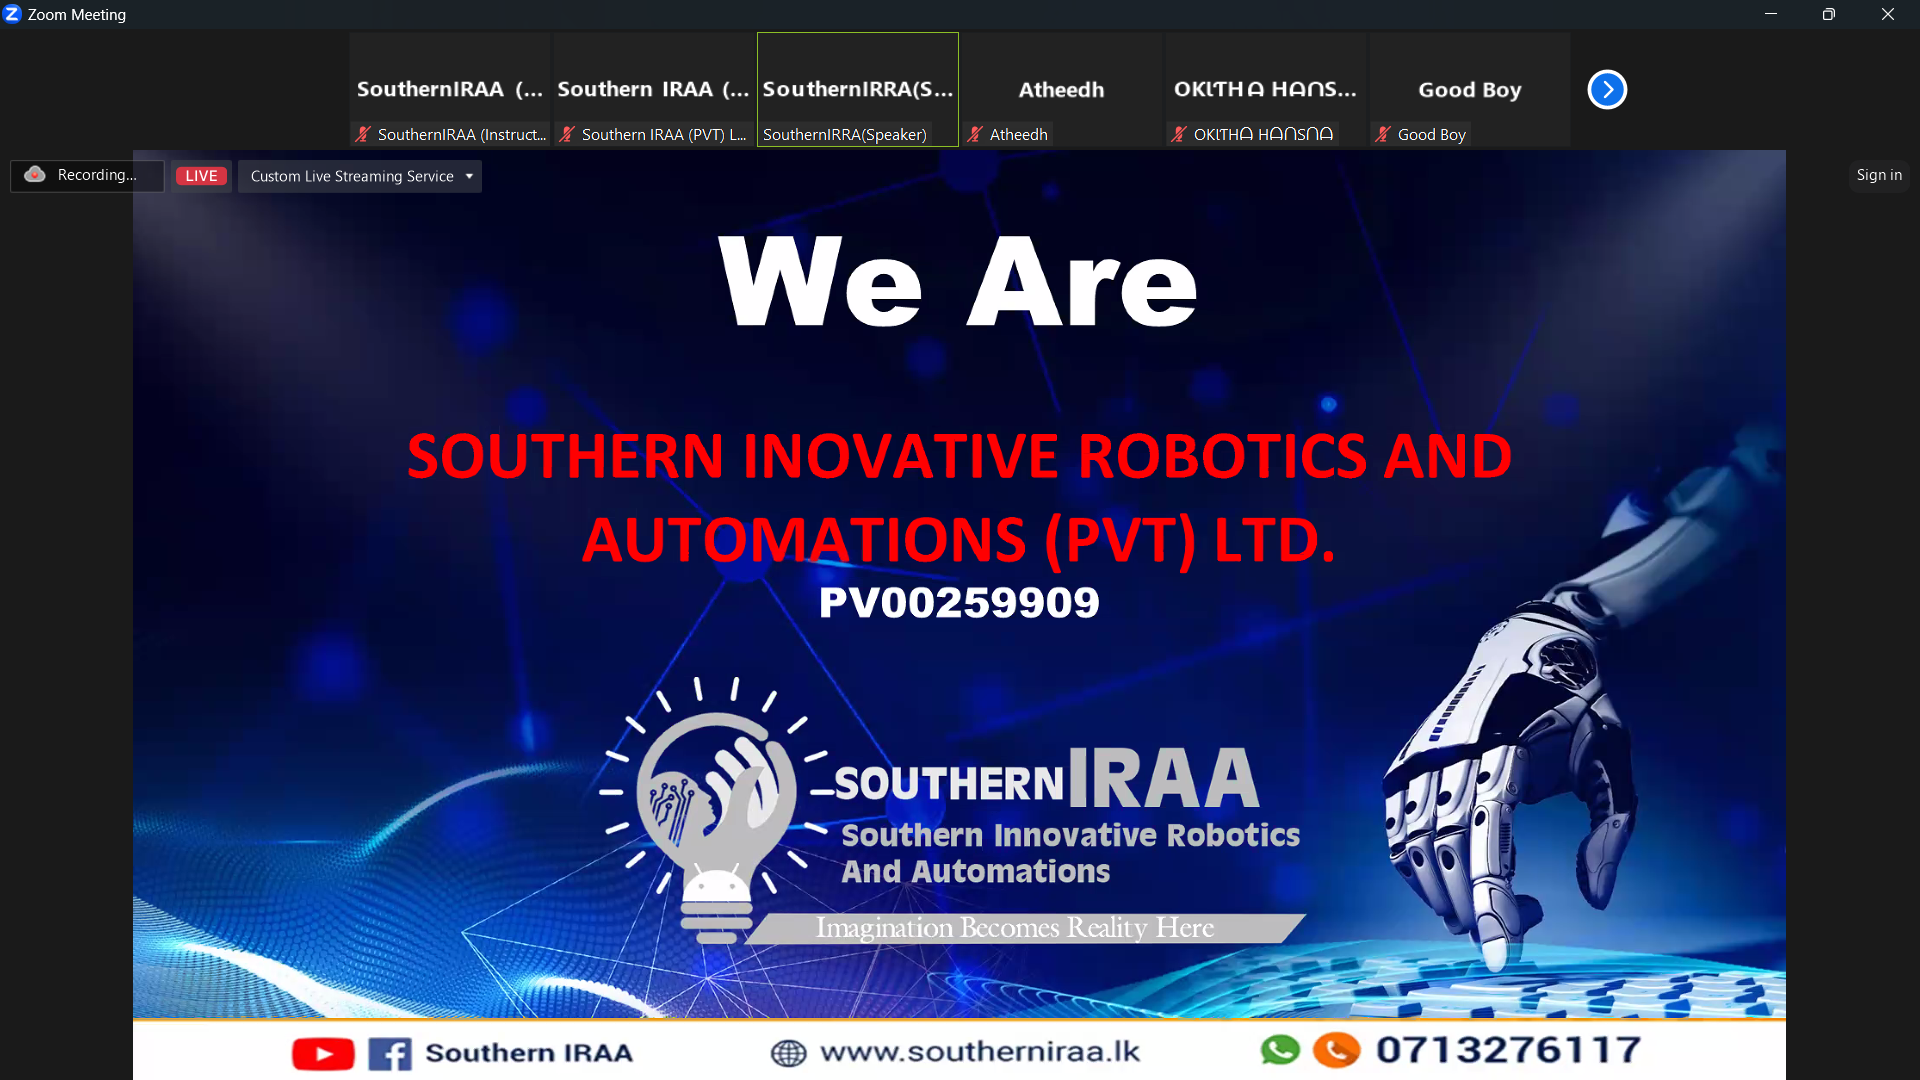 Zoom Meeting
SouthernIRAA (...
Southern IRAA (...
SouthernIRRA(S...
Atheedh
OKITHA HANS...
Good Boy
SouthernIRAA (Instruct...
Southern IRAA (PVT) L...
SouthernIRRA(Speaker)
Atheedh
OKITHA HANSNA
Good Boy
Recording...
LIVE
Custom Live Streaming Service
Sign in
We Are
SOUTHERN INOVATIVE ROBOTICS AND
AUTOMATIONS (PVT) LTD.
PV00259909
SOUTHERNIRAA
Southern Innovative Robotics
And Automations
Imagination Becomes Reality Here
Southern IRAA
www.southerniraa.lk
0713276117